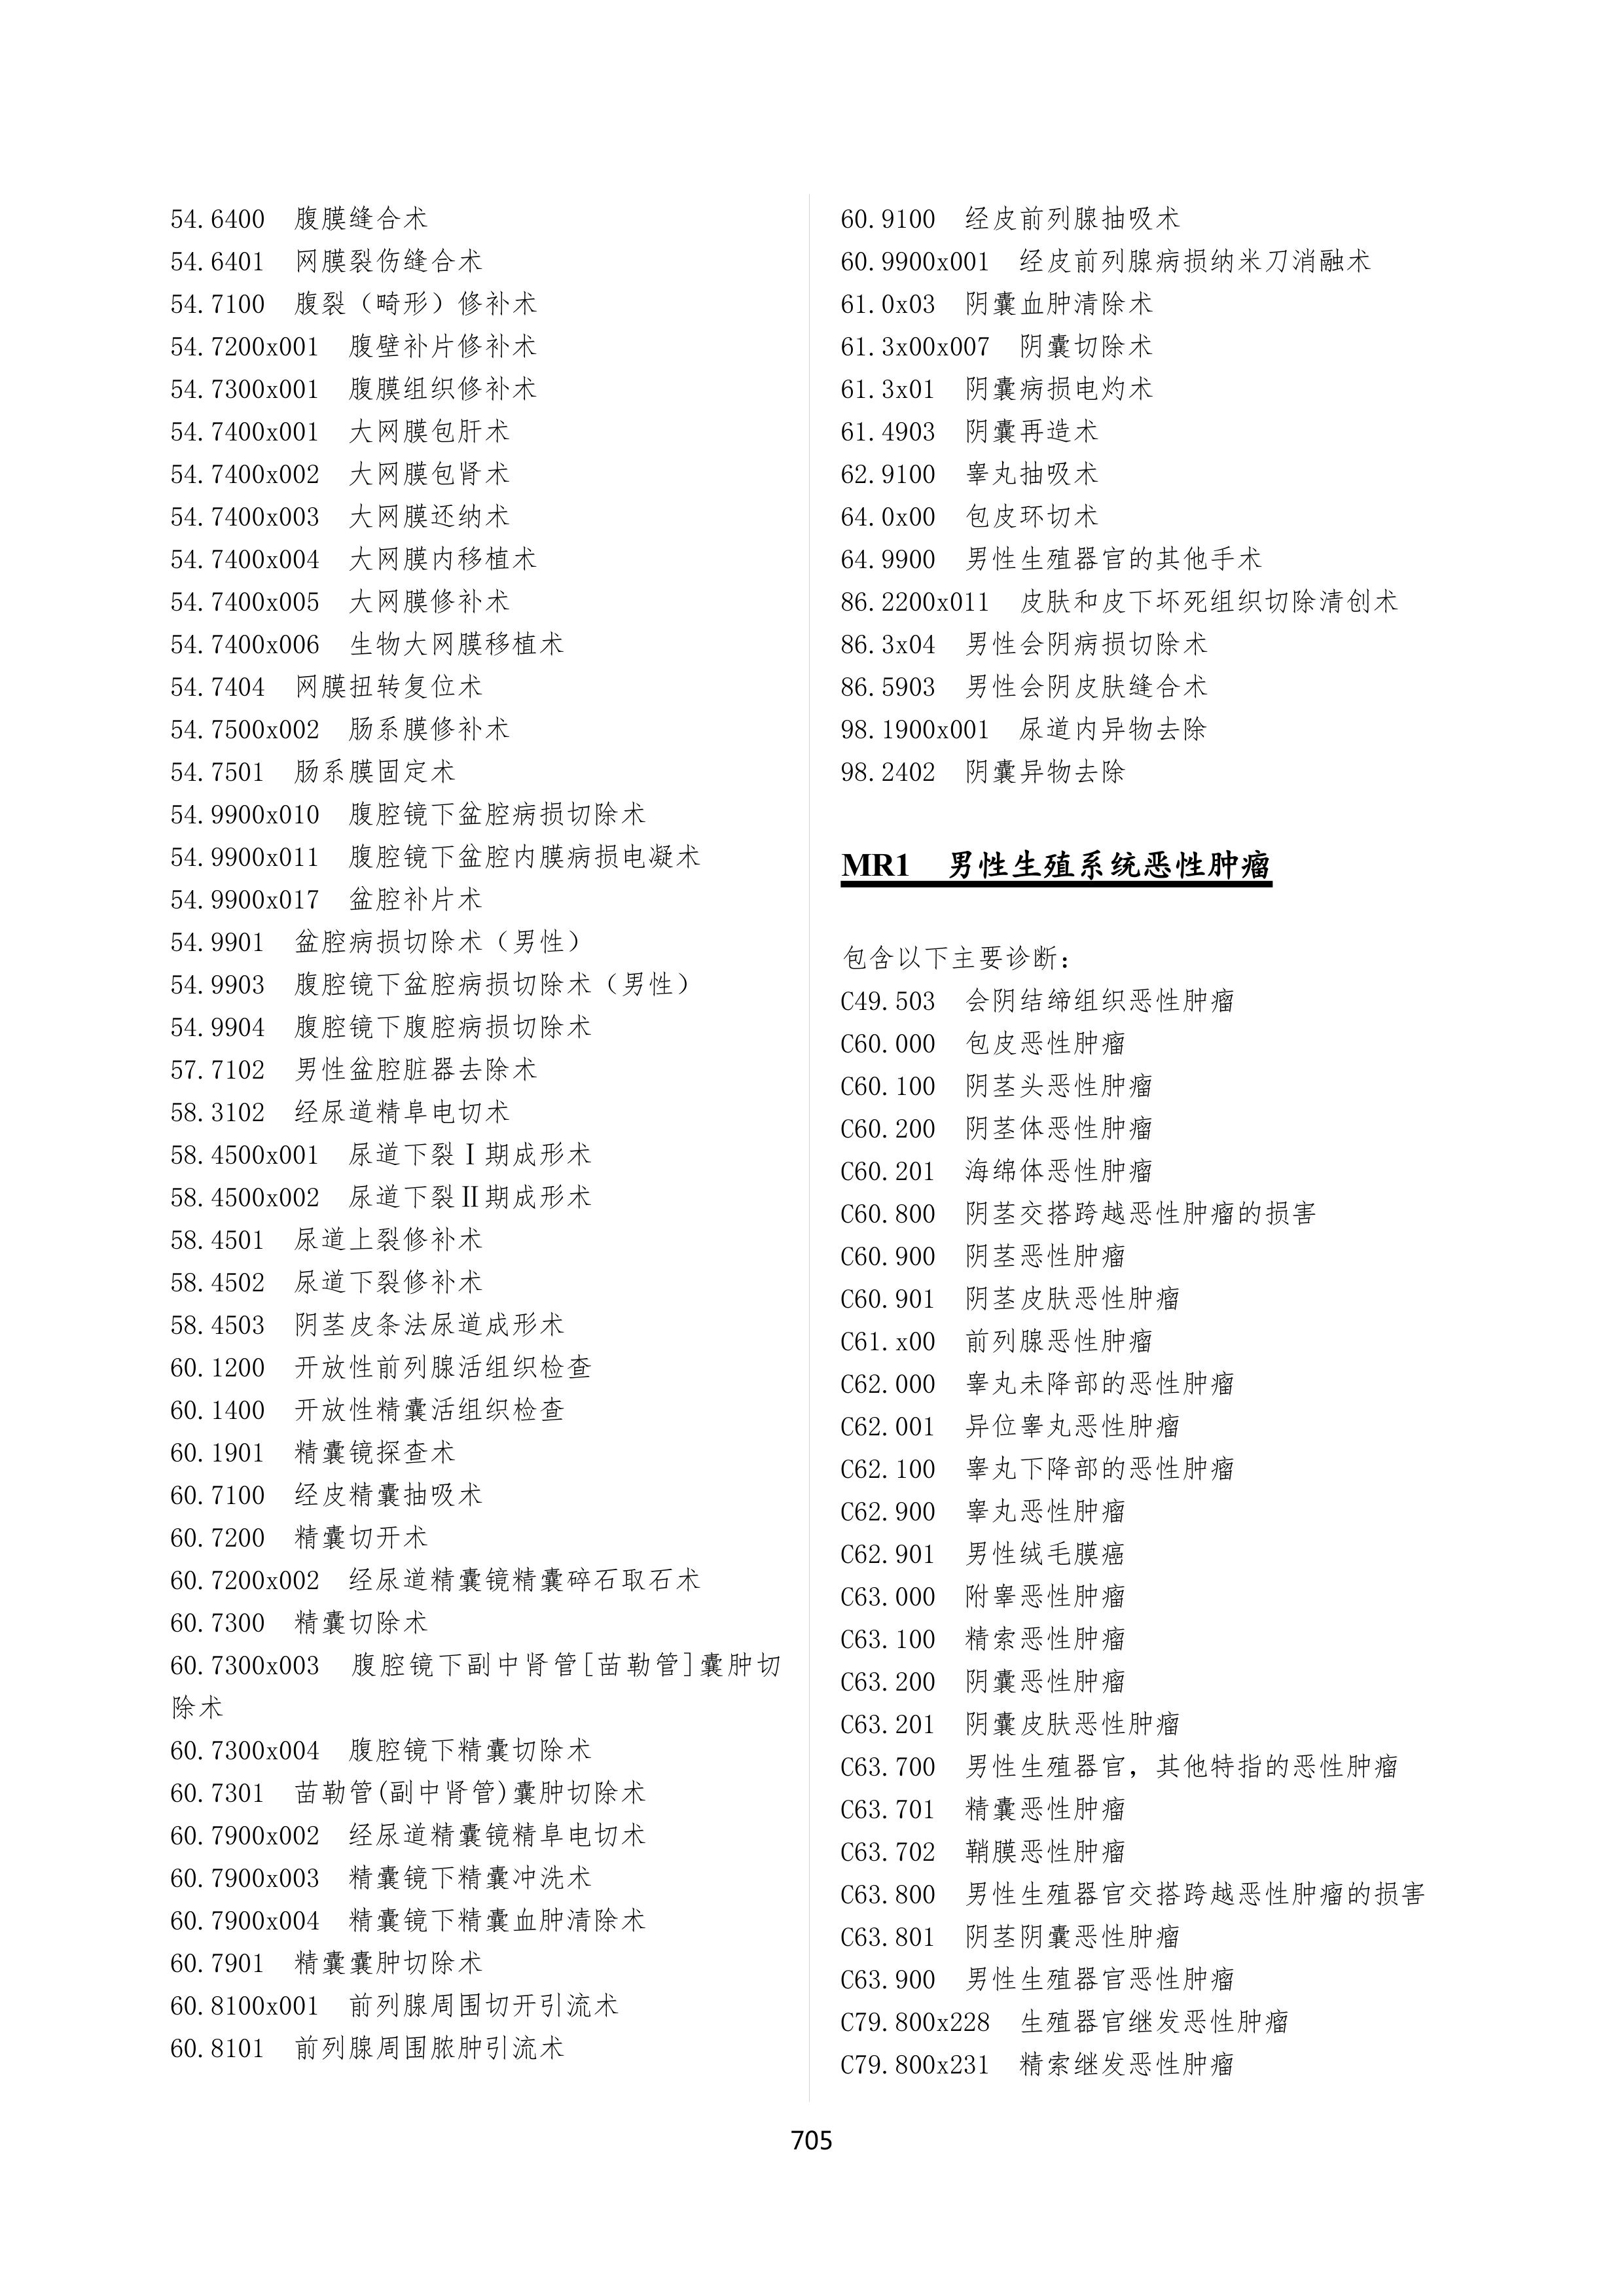 54.6400 腹膜缝合术
54.6401 网膜裂伤缝合术
54.7100 腹裂（畸形）修补术
54.7200x001 腹壁补片修补术
54.7300x001 腹膜组织修补术
54.7400x001 大网膜包肝术
54.7400x002 大网膜包肾术
54.7400x003 大网膜还纳术
54.7400x004 大网膜内移植术
54.7400x005 大网膜修补术
54.7400x006 生物大网膜移植术
54.7404 网膜扭转复位术
54.7500x002 肠系膜修补术
54.7501 肠系膜固定术
54.9900x010 腹腔镜下盆腔病损切除术
54.9900x011 腹腔镜下盆腔内膜病损电凝术
54.9900x017 盆腔补片术
54.9901 盆腔病损切除术（男性）
54.9903 腹腔镜下盆腔病损切除术（男性）
54.9904 腹腔镜下腹腔病损切除术
57.7102 男性盆腔脏器去除术
58.3102 经尿道精阜电切术
58.4500x001 尿道下裂Ⅰ期成形术
58.4500x002 尿道下裂Ⅱ期成形术
58.4501 尿道上裂修补术
58.4502 尿道下裂修补术
58.4503 阴茎皮条法尿道成形术
60.1200 开放性前列腺活组织检查
60.1400 开放性精囊活组织检查
60.1901 精囊镜探查术
60.7100 经皮精囊抽吸术
60.7200 精囊切开术
60.7200x002 经尿道精囊镜精囊碎石取石术
60.7300 精囊切除术
60.7300x003 腹腔镜下副中肾管[苗勒管]囊肿切
除术
60.7300x004 腹腔镜下精囊切除术
60.7301 苗勒管(副中肾管)囊肿切除术
60.7900x002 经尿道精囊镜精阜电切术
60.7900x003 精囊镜下精囊冲洗术
60.7900x004 精囊镜下精囊血肿清除术
60.7901 精囊囊肿切除术
60.8100x001 前列腺周围切开引流术
60.8101 前列腺周围脓肿引流术
60.9100 经皮前列腺抽吸术
60.9900x001 经皮前列腺病损纳米刀消融术
61.0x03 阴囊血肿清除术
61.3x00x007 阴囊切除术
61.3x01 阴囊病损电灼术
61.4903 阴囊再造术
62.9100 睾丸抽吸术
64.0x00 包皮环切术
64.9900 男性生殖器官的其他手术
86.2200x011 皮肤和皮下坏死组织切除清创术
86.3x04 男性会阴病损切除术
86.5903 男性会阴皮肤缝合术
98.1900x001 尿道内异物去除
98.2402 阴囊异物去除
MR1 男性生殖系统恶性肿瘤
包含以下主要诊断：
C49.503 会阴结缔组织恶性肿瘤
C60.000 包皮恶性肿瘤
C60.100 阴茎头恶性肿瘤
C60.200 阴茎体恶性肿瘤
C60.201 海绵体恶性肿瘤
C60.800 阴茎交搭跨越恶性肿瘤的损害
C60.900 阴茎恶性肿瘤
C60.901 阴茎皮肤恶性肿瘤
C61.x00 前列腺恶性肿瘤
C62.000 睾丸未降部的恶性肿瘤
C62.001 异位睾丸恶性肿瘤
C62.100 睾丸下降部的恶性肿瘤
C62.900 睾丸恶性肿瘤
C62.901 男性绒毛膜癌
C63.000 附睾恶性肿瘤
C63.100 精索恶性肿瘤
C63.200 阴囊恶性肿瘤
C63.201 阴囊皮肤恶性肿瘤
C63.700 男性生殖器官，其他特指的恶性肿瘤
C63.701 精囊恶性肿瘤
C63.702 鞘膜恶性肿瘤
C63.800 男性生殖器官交搭跨越恶性肿瘤的损害
C63.801 阴茎阴囊恶性肿瘤
C63.900 男性生殖器官恶性肿瘤
C79.800x228 生殖器官继发恶性肿瘤
C79.800x231 精索继发恶性肿瘤
705